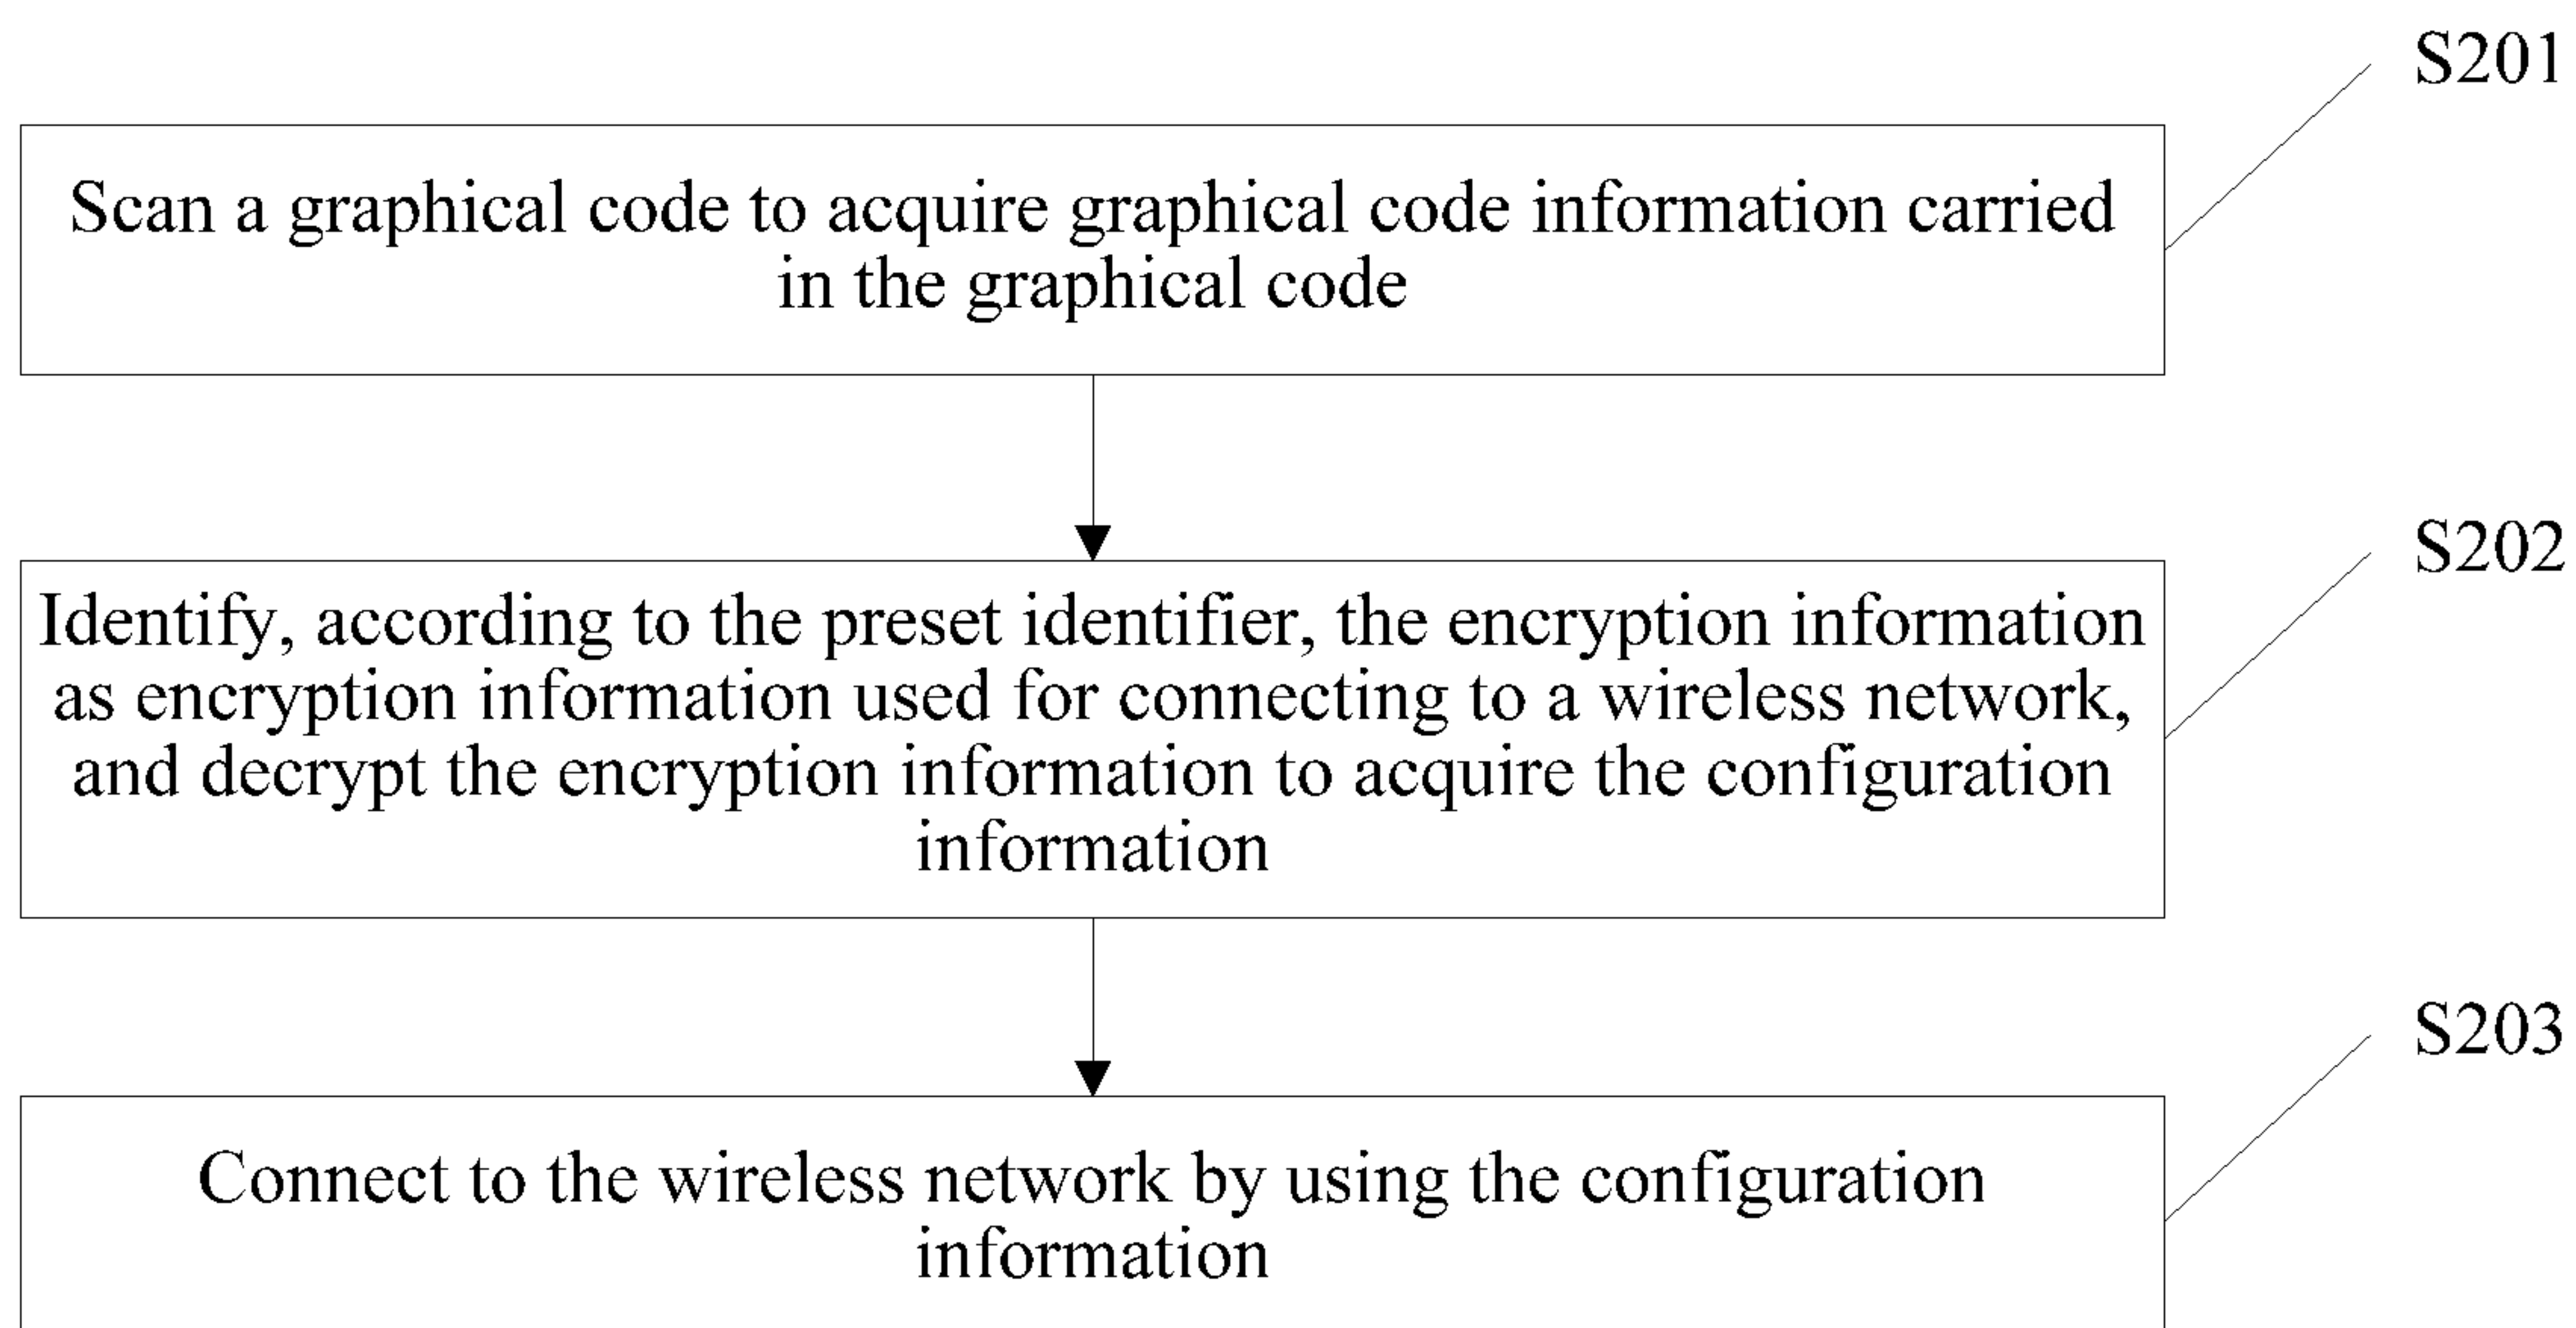 S201
Scan a graphical code to acquire graphical code information carried
in the graphical code
S202
Identify, according to the preset identifier, the encryption information
as encryption information used for connecting to a wireless network,
and decrypt the encryption information to acquire the configuration
information
S203
Connect to the wireless network by using the configuration
information